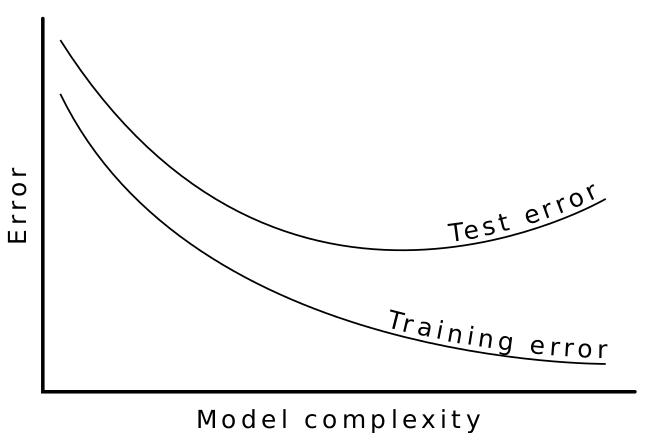 Error
Test error
Training error
Model complexity